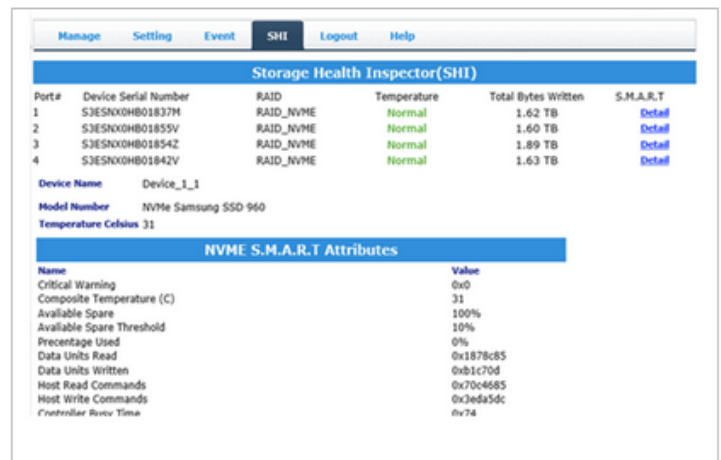 Manage Setting Event SHI Logout Help
Storage Health Inspector(SHI)
Port# Device Serial Number RAID Temperature Total Bytes Written S.M.A.R.T
1 S3ESNX0HB01837M RAID_NVME Normal 1.62 TB Detail
2 S3ESNX0HB01855V RAID_NVME Normal 1.60 TB Detail
3 S3ESNX0HB01854Z RAID_NVME Normal 1.89 TB Detail
4 S3ESNX0HB01842V RAID_NVME Normal 1.63 TB Detail
Device Name Device_1_1
Model Number NVMe Samsung SSD 960
Temperature Celsius 31
NVME S.M.A.R.T Attributes
Name Value
Critical Warning 0x0
Composite Temperature (C) 31
Avaliable Spare 100%
Avaliable Spare Threshold 10%
Precentage Used 0%
Data Units Read 0x1878c85
Data Units Written 0xb1c70d
Host Read Commands 0x70c4685
Host Write Commands 0x3eda5dc
Controller Busy Time 0x74